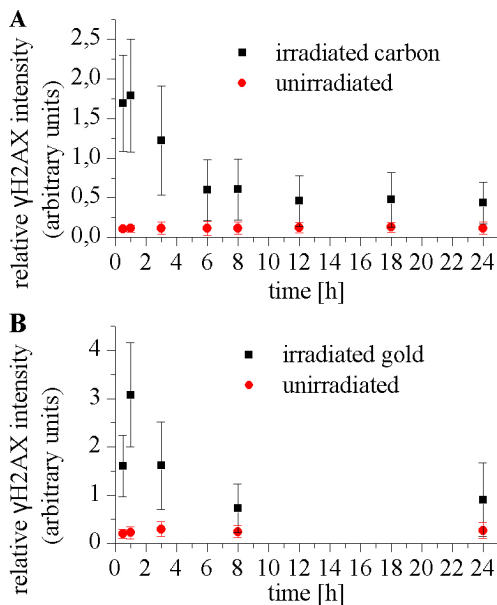 A
relative γH2AX intensity
(arbitrary units)
2,5
2,0
1,5
1,0
0,5
0,0
irradiated carbon
unirradiated
0 2 4 6 8 10 12 14 16 18 20 22 24
time [h]
B
relative γH2AX intensity
(arbitrary units)
4
3
2
1
0
irradiated gold
unirradiated
0 2 4 6 8 10 12 14 16 18 20 22 24
time [h]